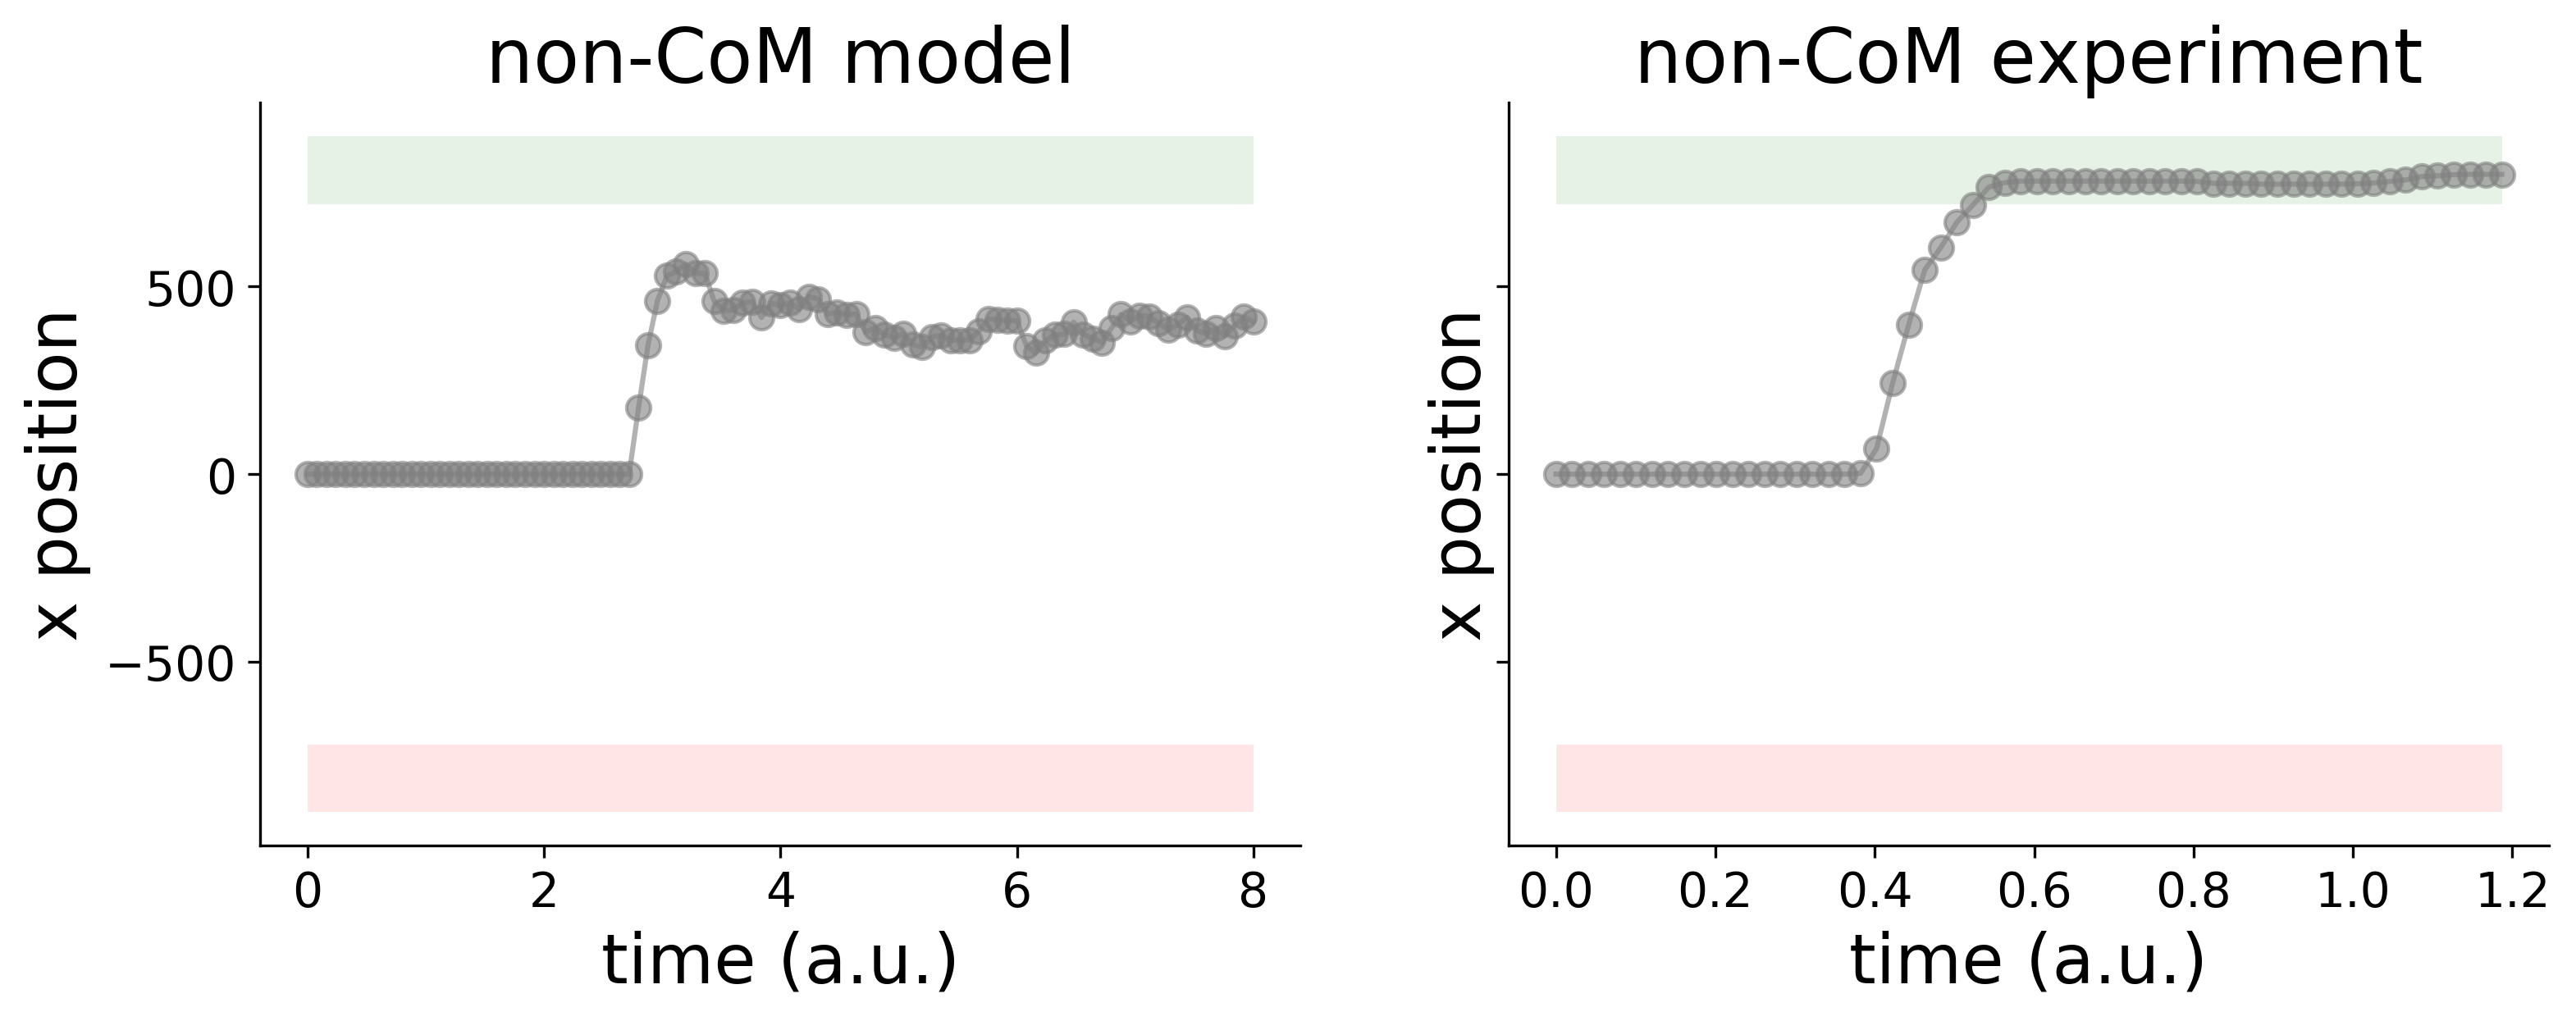 non-CoM model
x position
500
0
−500
0 2 4 6 8
time (a.u.)
non-CoM experiment
x position
0.0 0.2 0.4 0.6 0.8 1.0 1.2
time (a.u.)